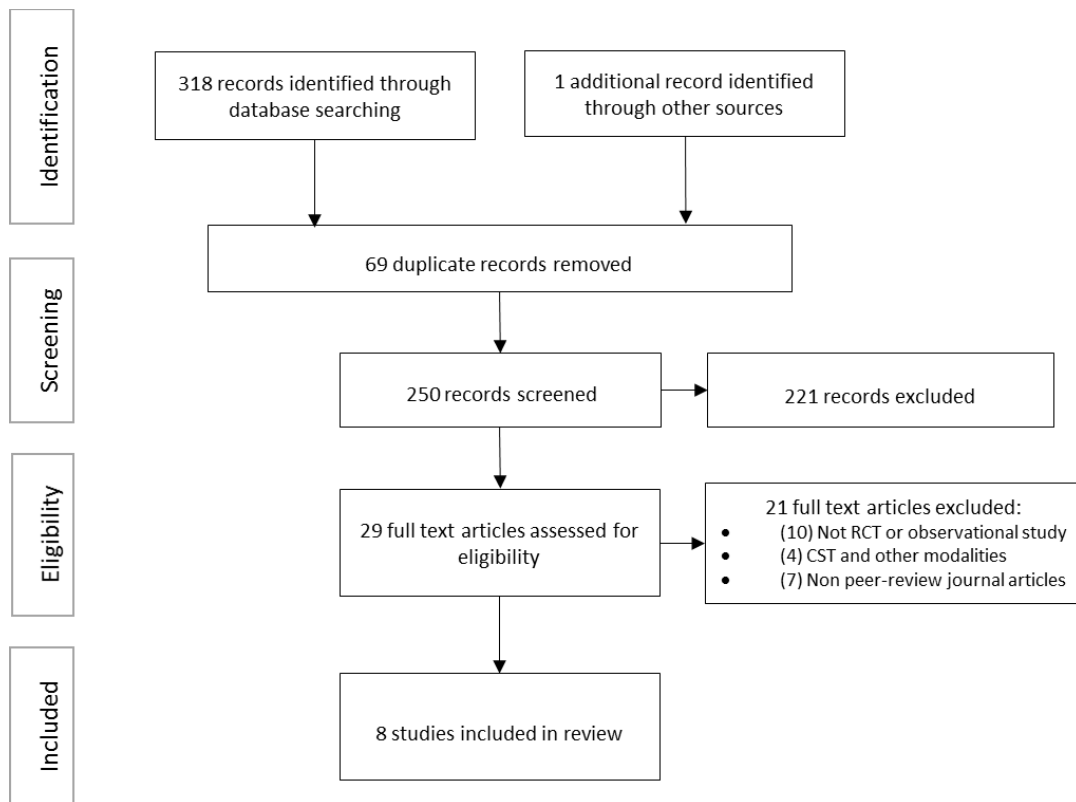 Identification
318 records identified through
database searching
1 additional record identified
through other sources
69 duplicate records removed
Screening
250 records screened
221 records excluded
Eligibility
29 full text articles assessed for
eligibility
21 full text articles excluded:
• (10) Not RCT or observational study
• (4) CST and other modalities
• (7) Non peer-review journal articles
Included
8 studies included in review